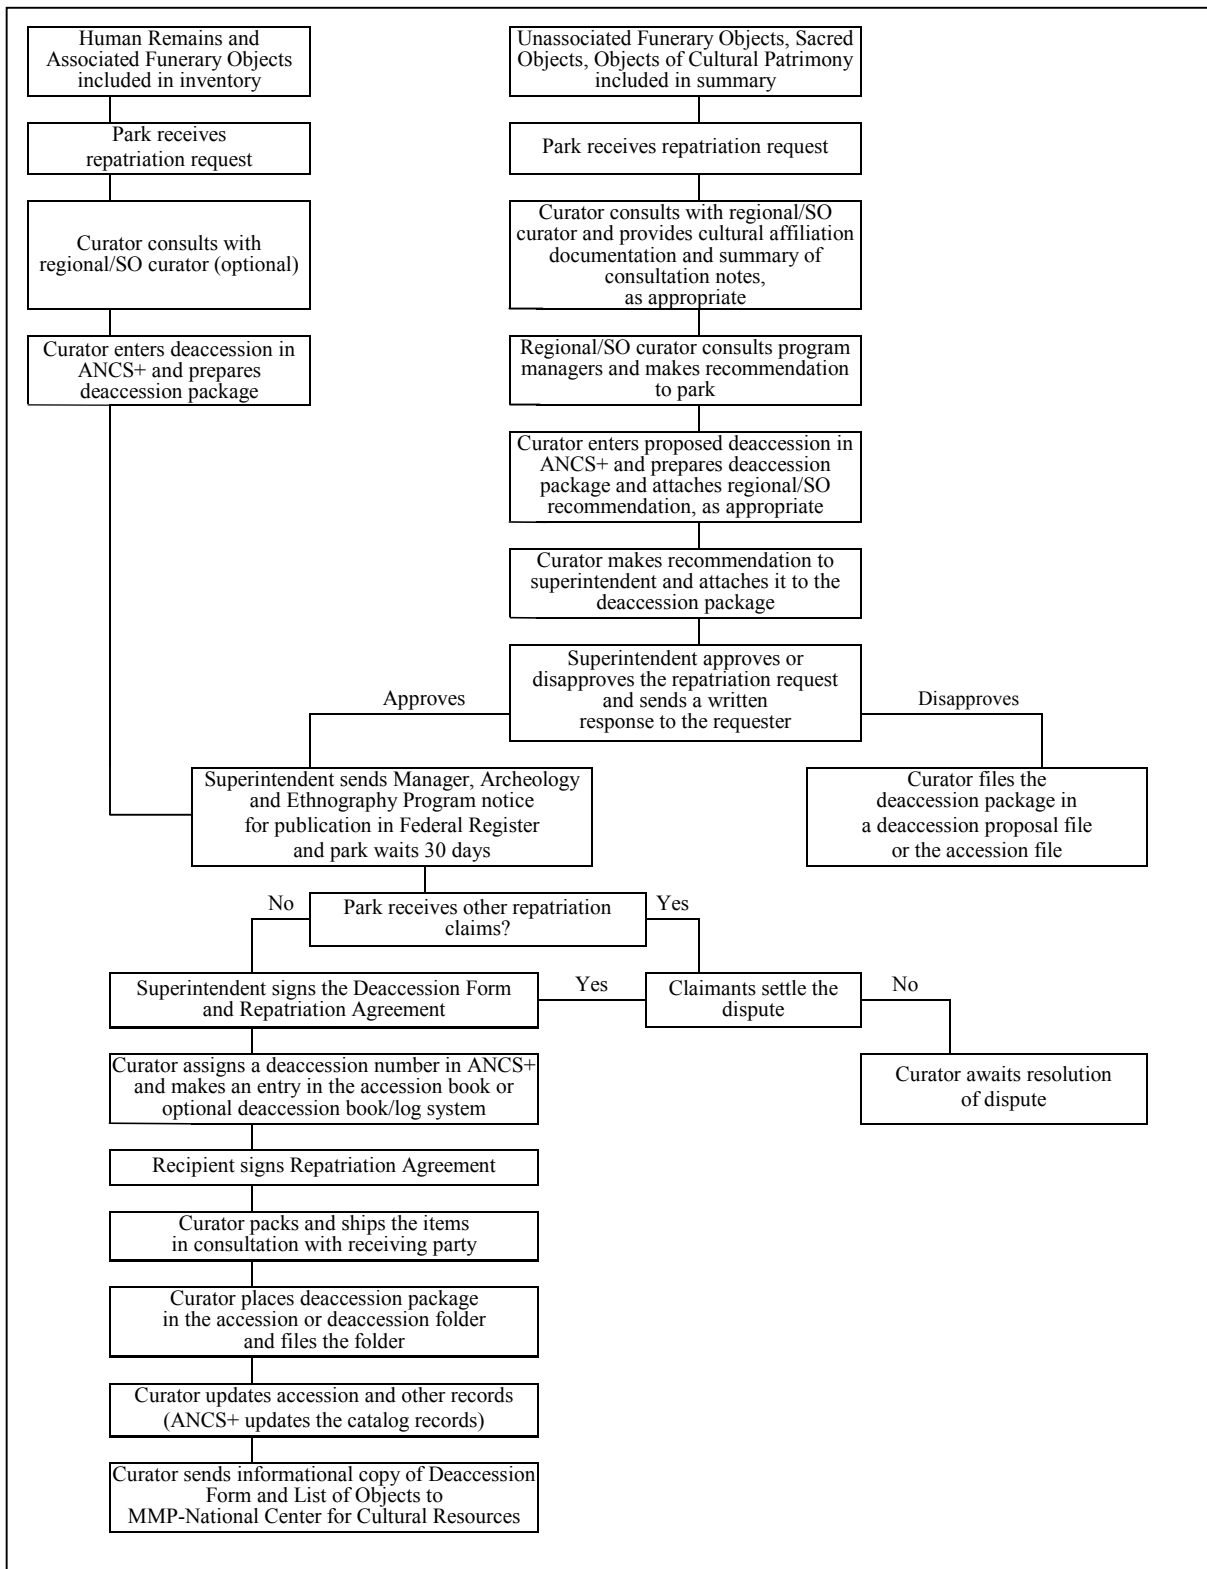 Human Remains and
Associated Funerary Objects
included in inventory
Unassociated Funerary Objects, Sacred
Objects, Objects of Cultural Patrimony
included in summary
Park receives
repatriation request
Park receives repatriation request
Curator consults with
regional/SO curator (optional)
Curator consults with regional/SO
curator and provides cultural affiliation
documentation and summary of
consultation notes,
as appropriate
Curator enters deaccession in
ANCS+ and prepares
deaccession package
Regional/SO curator consults program
managers and makes recommendation
to park
Curator enters proposed deaccession in
ANCS+ and prepares deaccession
package and attaches regional/SO
recommendation, as appropriate
Curator makes recommendation to
superintendent and attaches it to the
deaccession package
Superintendent approves or
disapproves the repatriation request
and sends a written
response to the requester
Approves
Disapproves
Superintendent sends Manager, Archeology
and Ethnography Program notice
for publication in Federal Register
and park waits 30 days
Curator files the
deaccession package in
a deaccession proposal file
or the accession file
No
Park receives other repatriation
claims?
Yes
Superintendent signs the Deaccession Form
and Repatriation Agreement
Yes
Claimants settle the
dispute
No
Curator assigns a deaccession number in ANCS+
and makes an entry in the accession book or
optional deaccession book/log system
Curator awaits resolution
of dispute
Recipient signs Repatriation Agreement
Curator packs and ships the items
in consultation with receiving party
Curator places deaccession package
in the accession or deaccession folder
and files the folder
Curator updates accession and other records
(ANCS+ updates the catalog records)
Curator sends informational copy of Deaccession
Form and List of Objects to
MMP-National Center for Cultural Resources